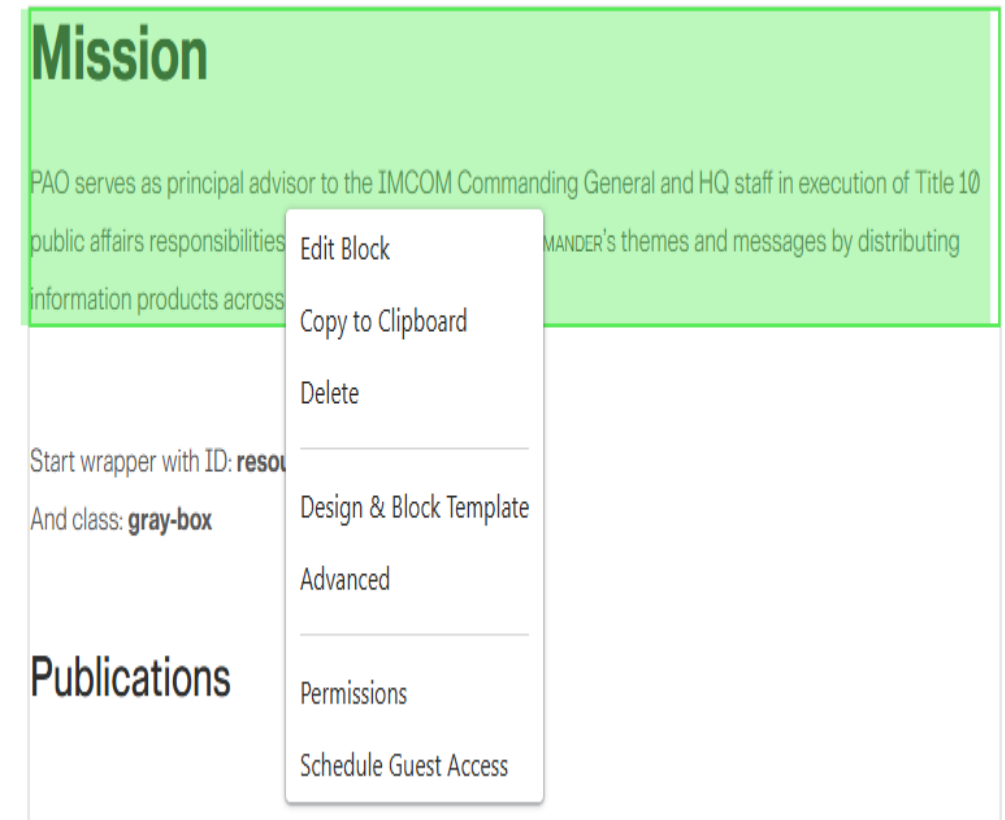 Mission
PAO serves as principal advisor to the IMCOM Commanding General and HQ staff in execution of Title 10
public affairs responsibilities
MANDER's themes and messages by distributing
information products across
Edit Block
Copy to Clipboard
Delete
Design & Block Template
Advanced
Permissions
Schedule Guest Access
Start wrapper with ID:
And class: gray-box
Publications